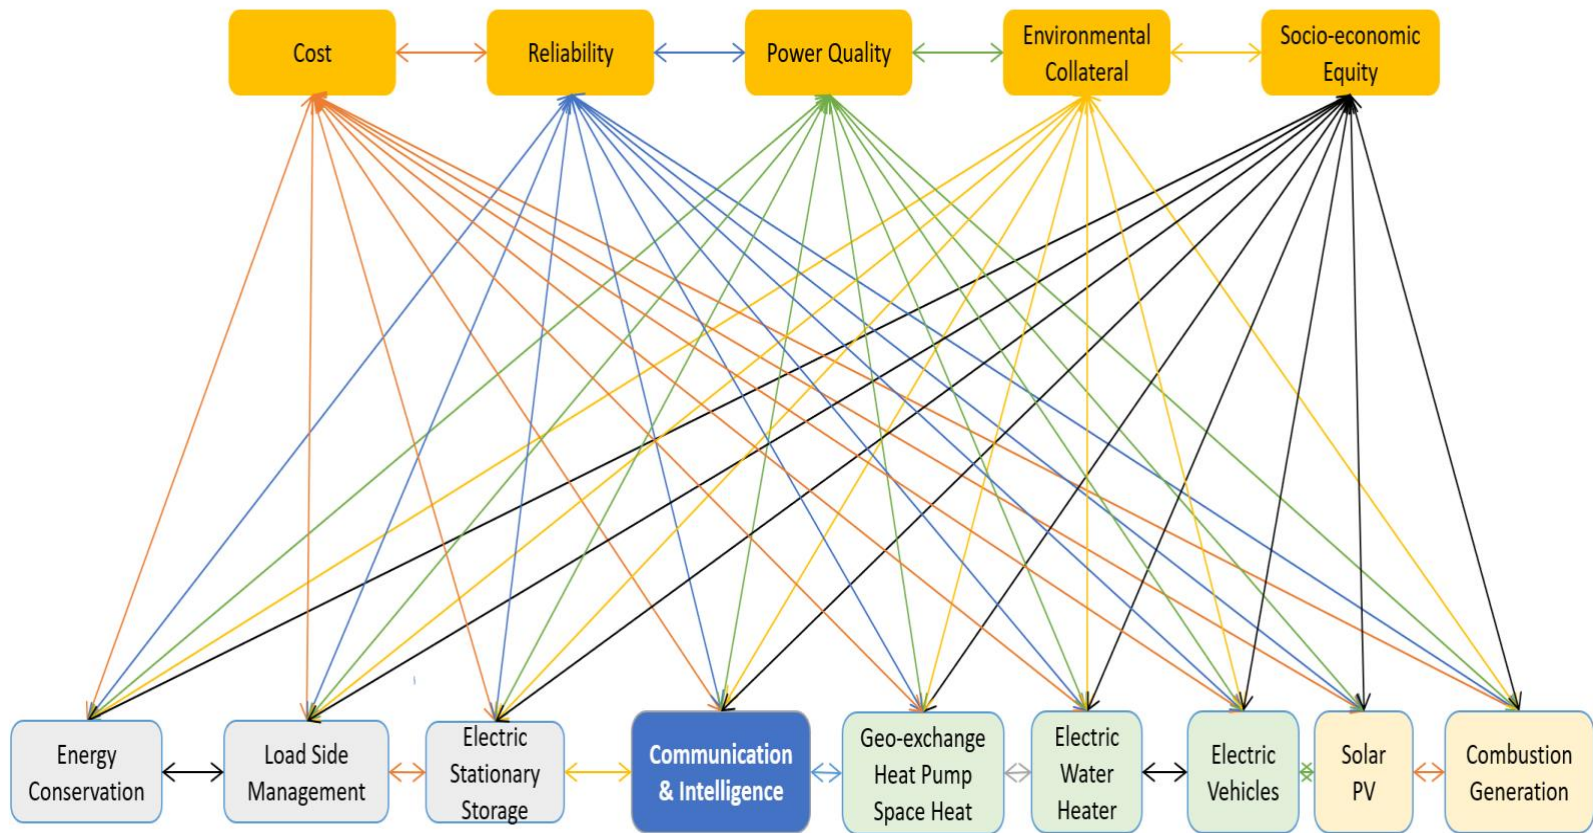 Cost
Reliability
Power Quality
Environmental
Collateral
Socio-economic
Equity
Energy
Conservation
Load Side
Management
Electric
Stationary
Storage
Communication
& Intelligence
Geo-exchange
Heat Pump
Space Heat
Electric
Water
Heater
Electric
Vehicles
Solar
PV
Combustion
Generation